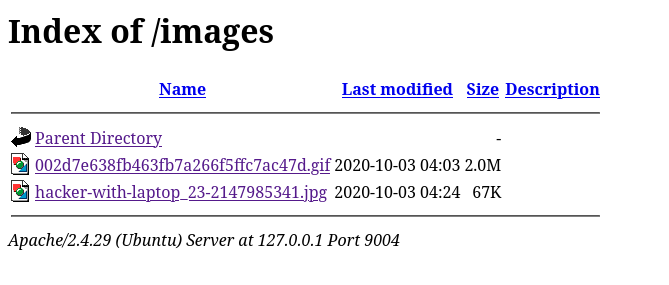 Index of /images
Name Last modified Size Description
Parent Directory -
002d7e638fb463fb7a266f5ffc7ac47d.gif 2020-10-03 04:03 2.0M
hacker-with-laptop_23-2147985341.jpg 2020-10-03 04:24 67K
Apache/2.4.29 (Ubuntu) Server at 127.0.0.1 Port 9004